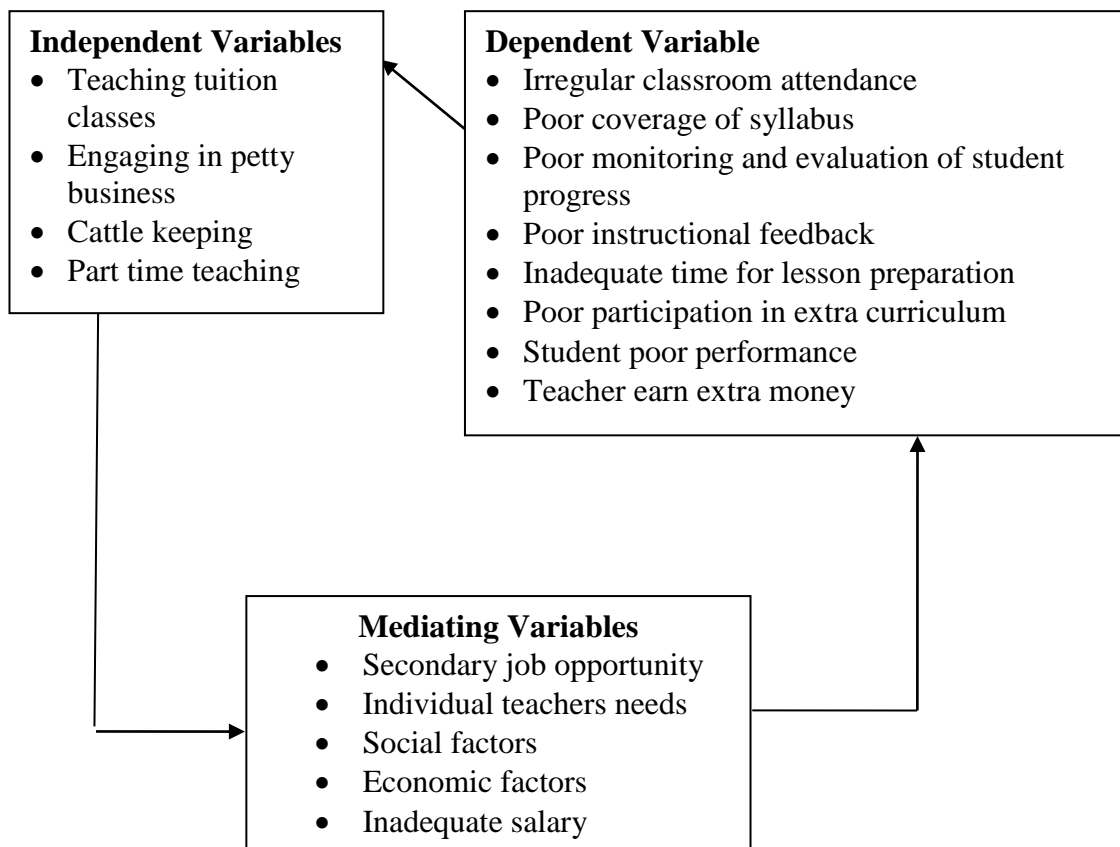 Independent Variables
• Teaching tuition
classes
• Engaging in petty
business
• Cattle keeping
• Part time teaching
Dependent Variable
• Irregular classroom attendance
• Poor coverage of syllabus
• Poor monitoring and evaluation of student
progress
• Poor instructional feedback
• Inadequate time for lesson preparation
• Poor participation in extra curriculum
• Student poor performance
• Teacher earn extra money
Mediating Variables
• Secondary job opportunity
• Individual teachers needs
• Social factors
• Economic factors
• Inadequate salary